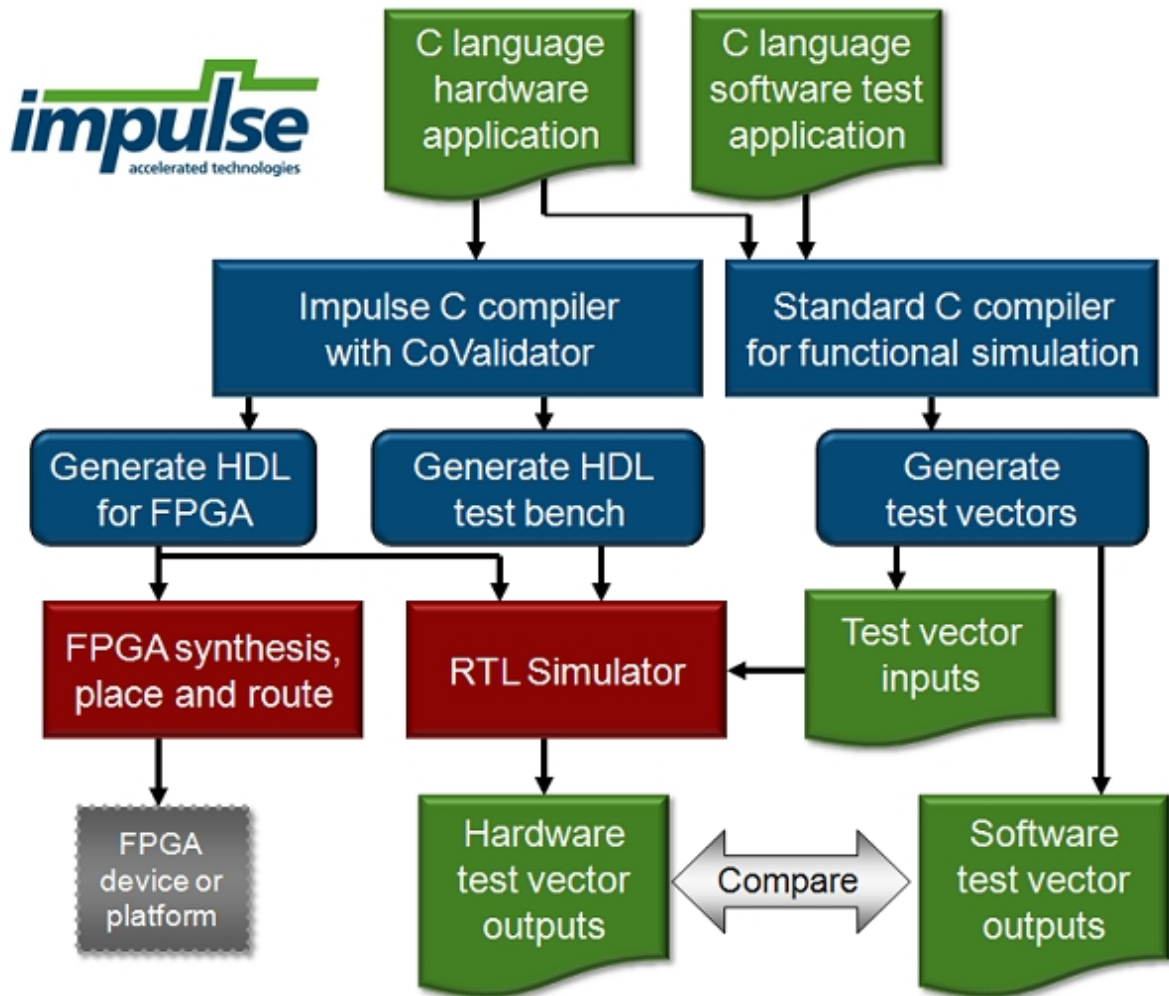 impulse
accelerated technologies
C language
hardware
application
C language
software test
application
Impulse C compiler
with CoValidator
Standard C compiler
for functional simulation
Generate HDL
for FPGA
Generate HDL
test bench
Generate
test vectors
FPGA synthesis,
place and route
RTL Simulator
Test vector
inputs
FPGA
device or
platform
Hardware
test vector
outputs
Compare
Software
test vector
outputs